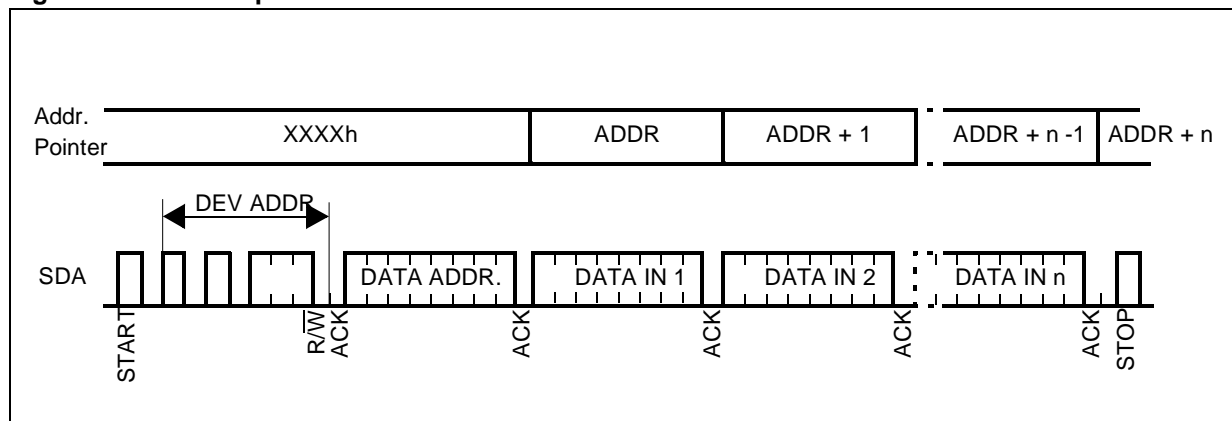 Addr.
Pointer
XXXXh
ADDR
ADDR + 1
ADDR + n -1
ADDR + n
DEV ADDR
SDA
DATA ADDR.
DATA IN 1
DATA IN 2
DATA IN n
START
R/W
ACK
ACK
ACK
ACK
ACK
STOP